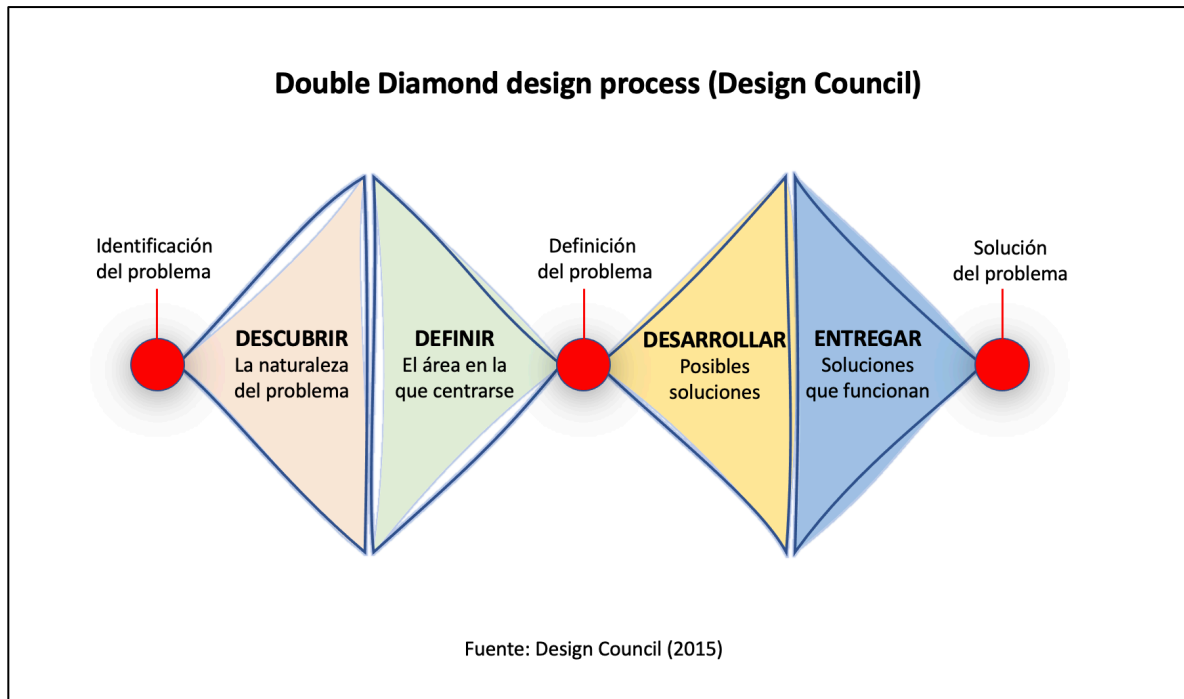 Double Diamond design process (Design Council)
Identificación
del problema
Definición
del problema
Solución
del problema
DESCUBRIR
La naturaleza
del problema
DEFINIR
El área en la
que centrarse
DESARROLLAR
Posibles
soluciones
ENTREGAR
Soluciones
que funcionan
Fuente: Design Council (2015)